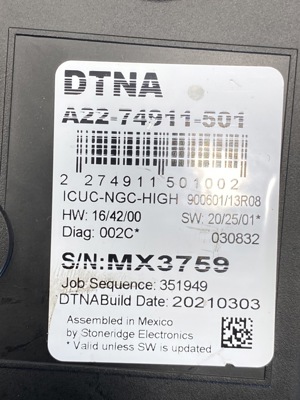 DTNA
A22-74911-501
2 274911 501002
ICUC-NGC-HIGH 900601/13R08
HW: 16/42/00 SW: 20/25/01*
Diag: 002C* 030832
S/N:MX3759
Job Sequence: 351949
DTNABuild Date: 20210303
Assembled in Mexico
by Stoneridge Electronics
* Valid unless SW is updated